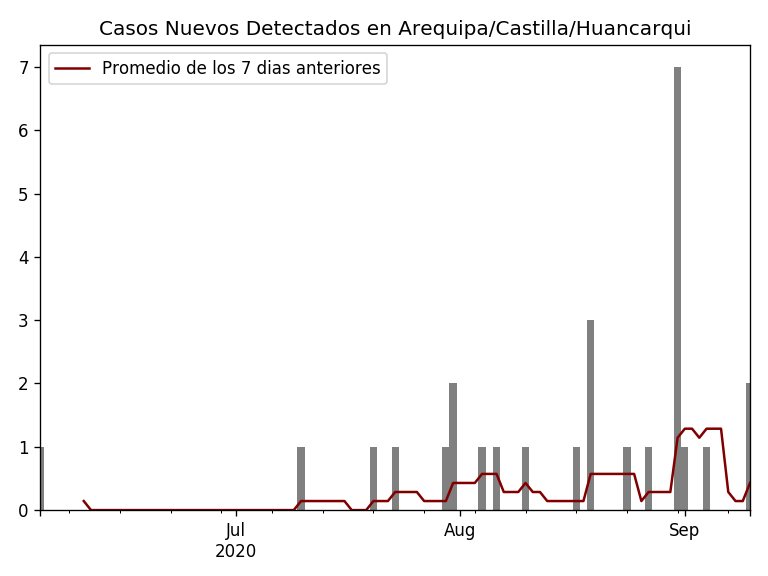 Casos Nuevos Detectados en Arequipa/Castilla/Huancarqui
Promedio de los 7 dias anteriores
7
6
5
4
3
2
1
0
Jul
2020
Aug
Sep